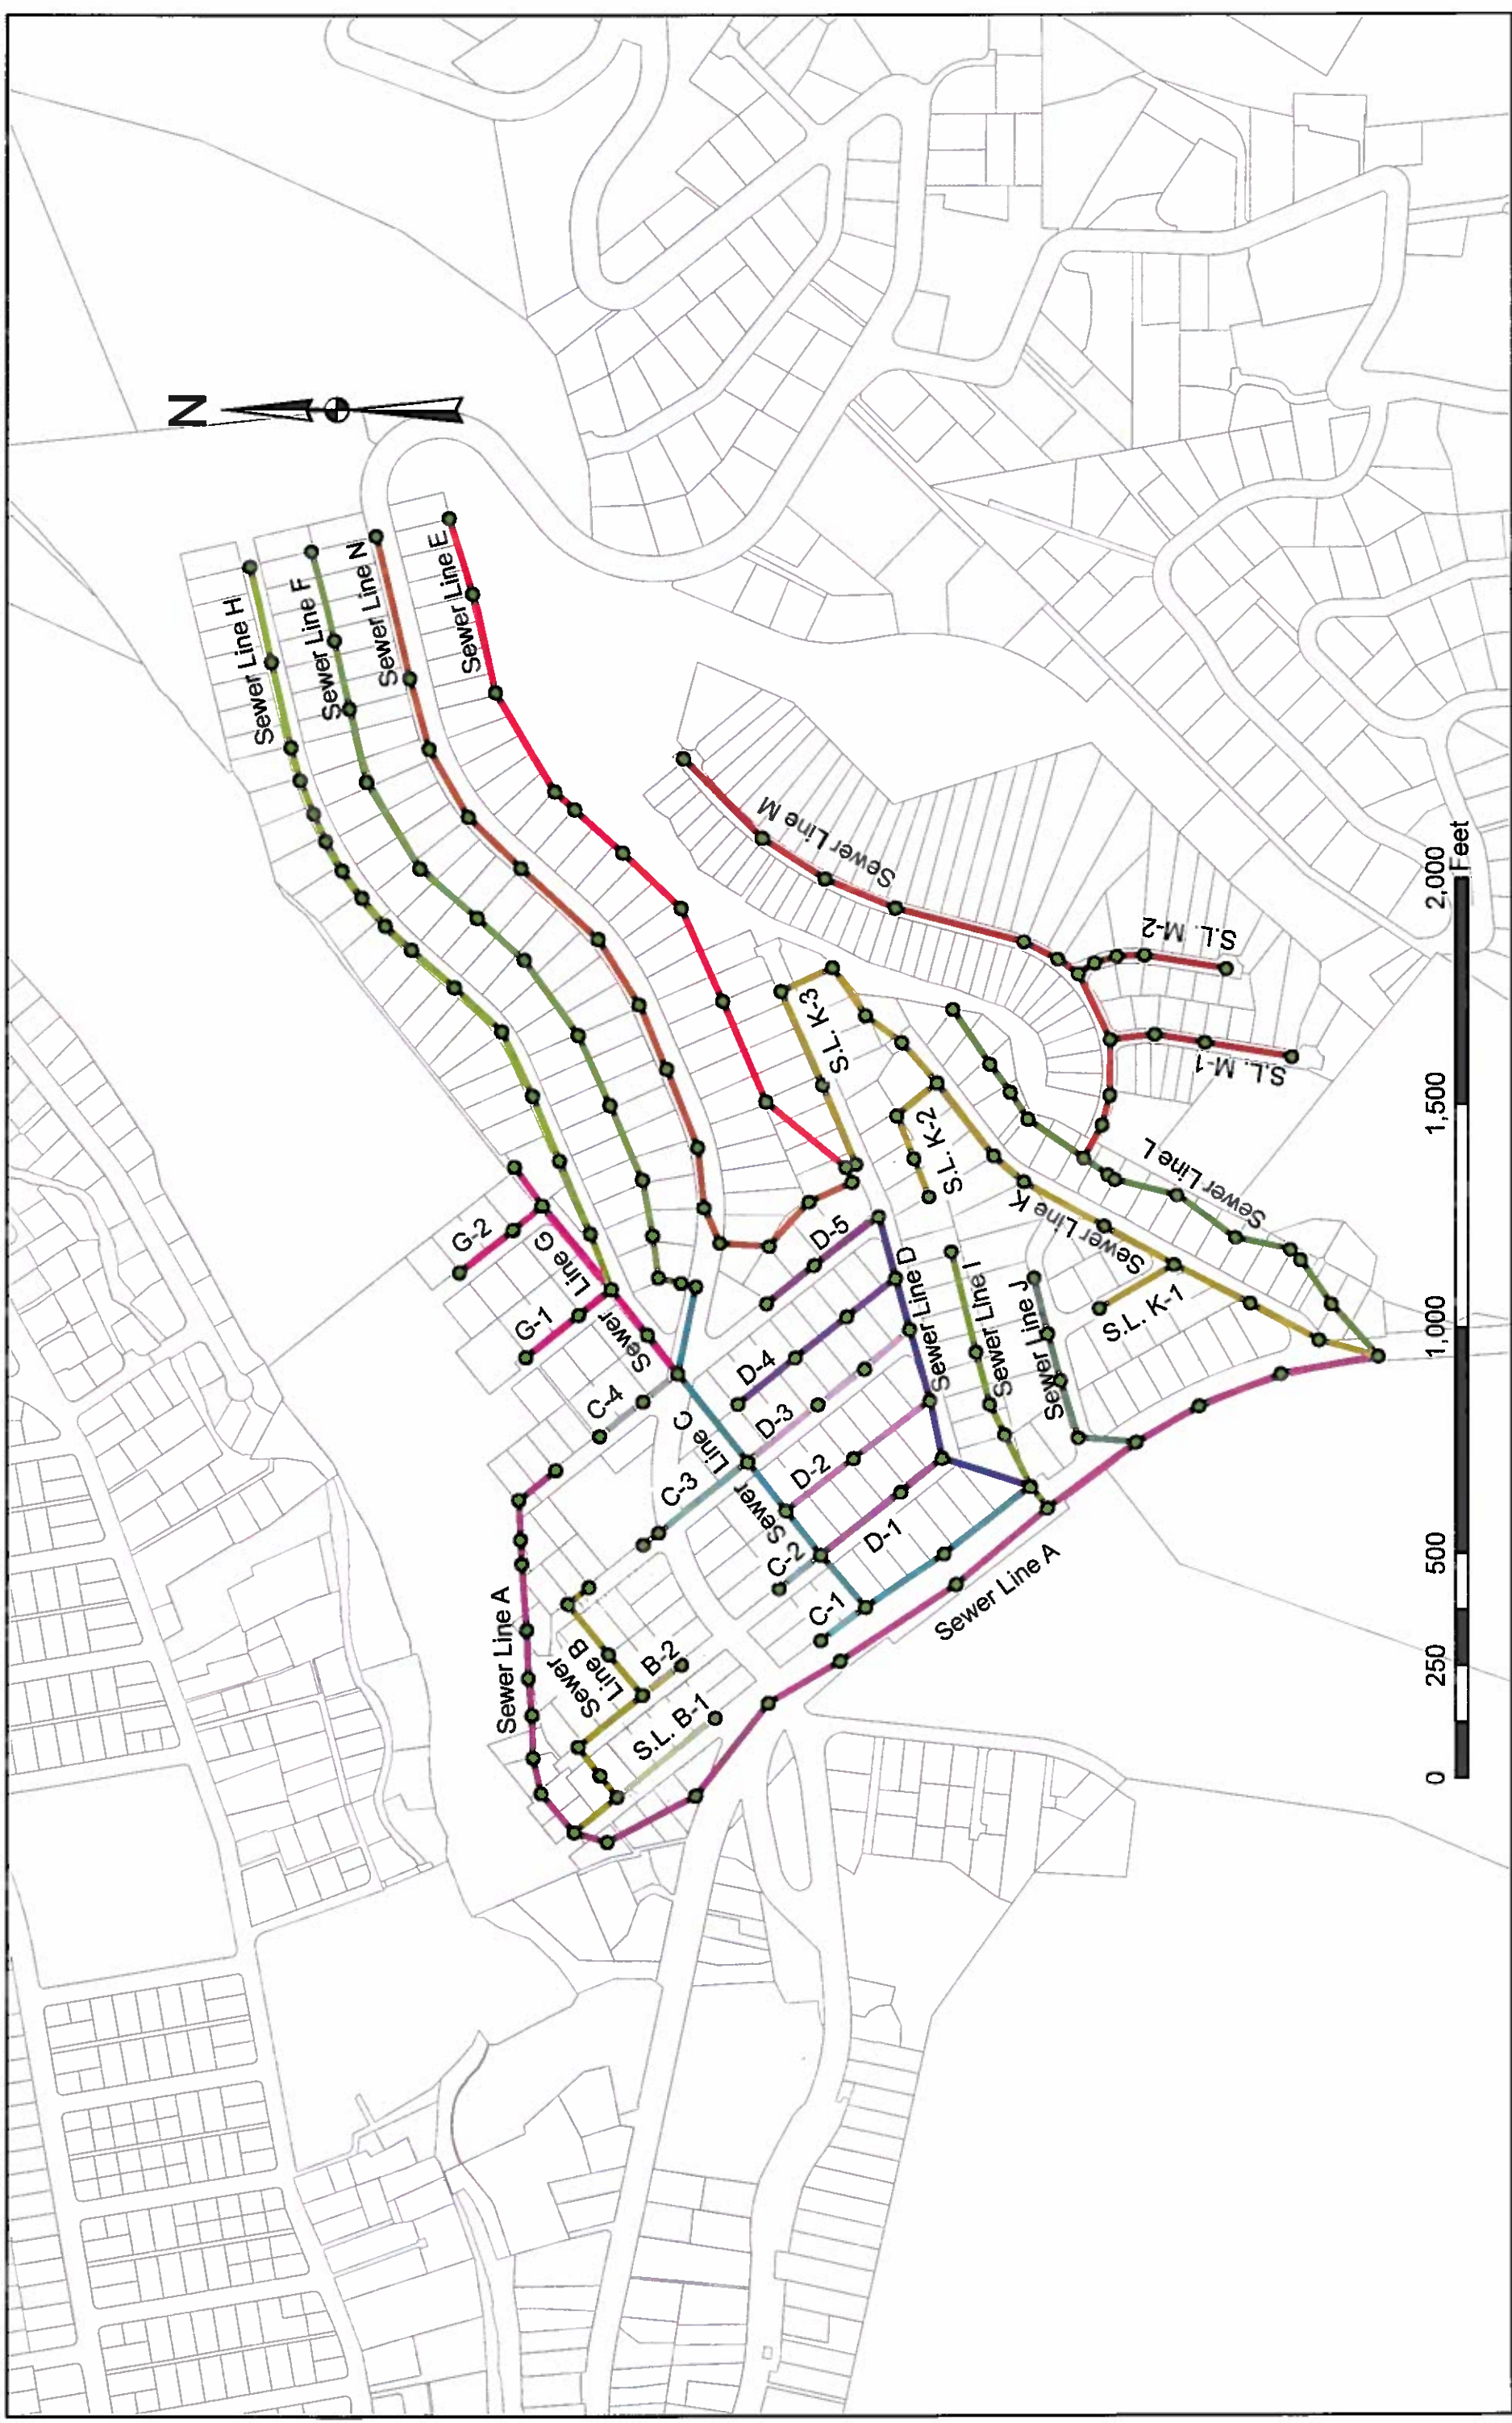 N
Sewer Line H
Sewer Line F
Sewer Line N
Sewer Line E
Sewer Line M
S.L. M-2
S.L. M-1
S.L. K-3
S.L. K-2
Sewer Line L
Sewer Line K
S.L. K-1
G-2
G-1
Sewer
Line G
C-4
D-5
D-4
D-3
D-2
D-1
Sewer Line D
Sewer Line I
Sewer Line J
C-3
Sewer
Line C
C-2
C-1
Sewer Line A
Sewer
Line B
B-2
S.L. B-1
Sewer Line A
0
250
500
1,000
1,500
2,000
Feet